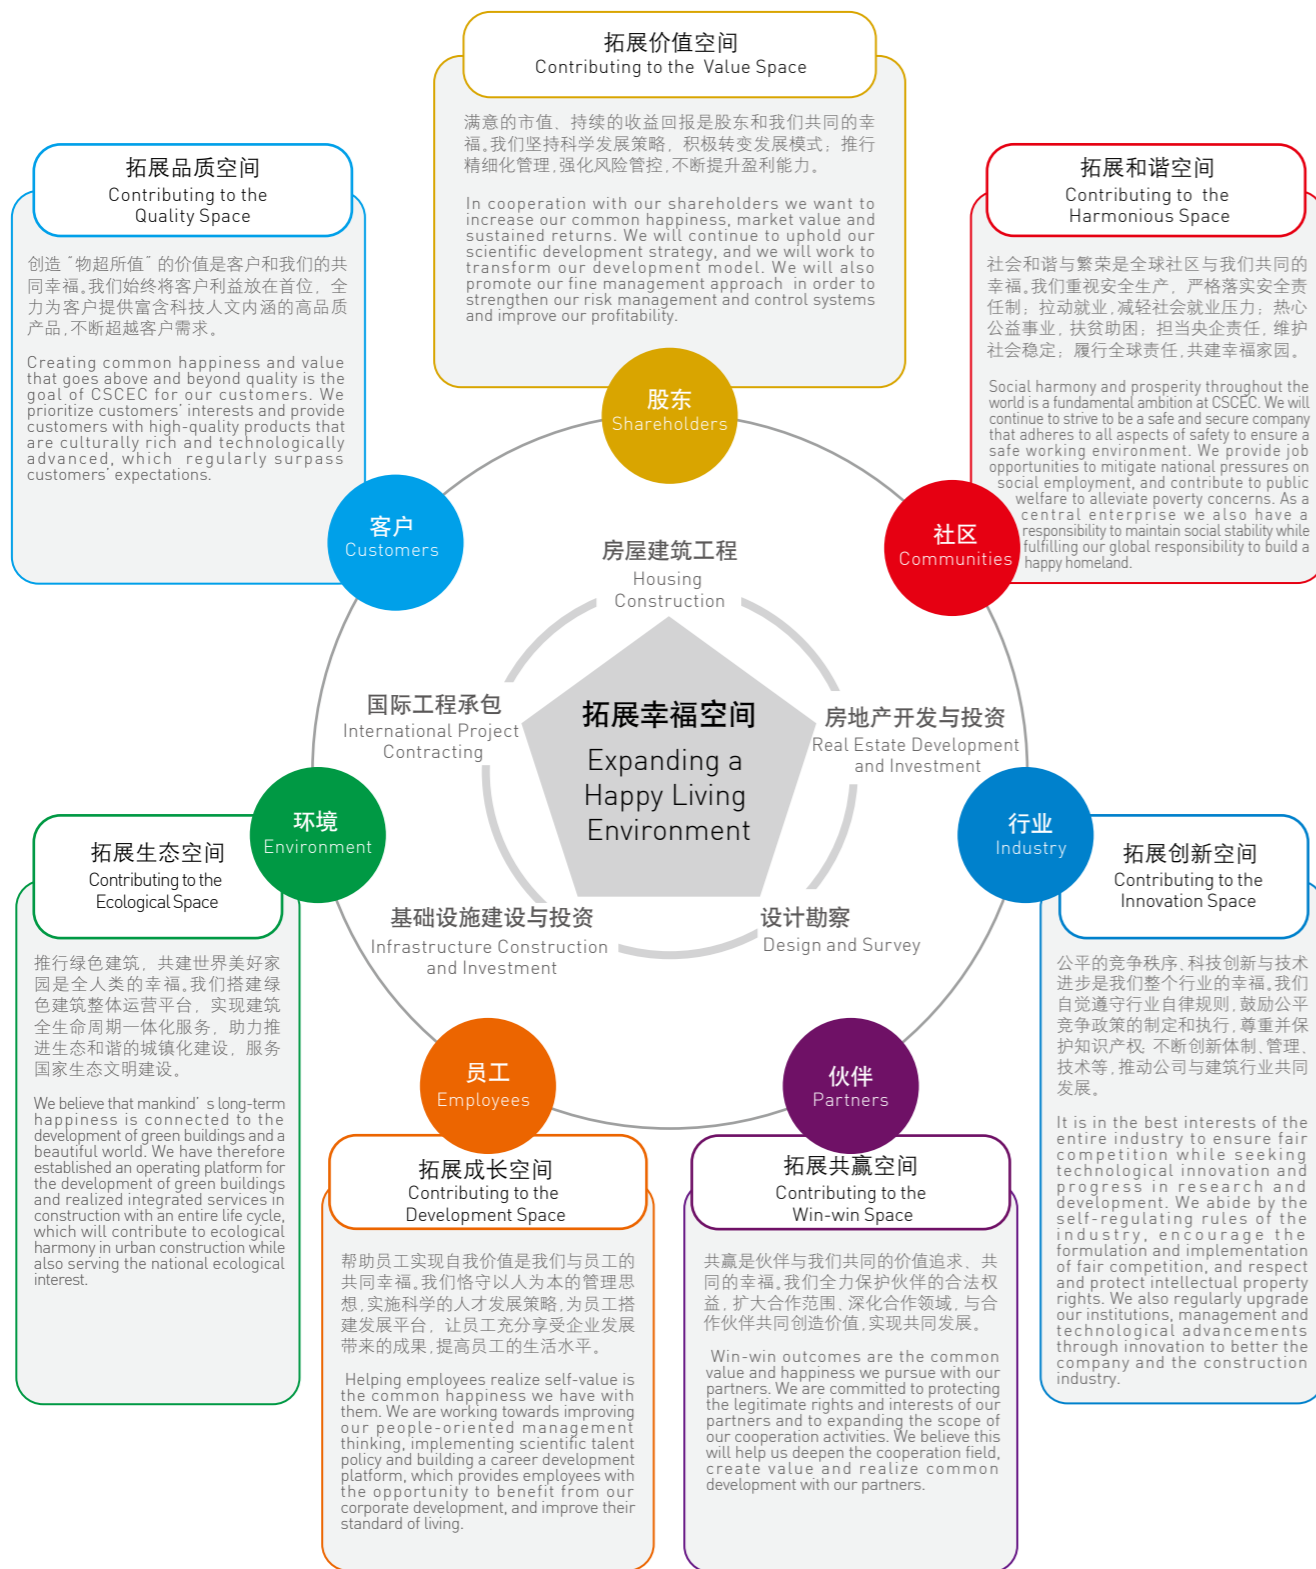 拓展价值空间
Contributing to the Value Space
满意的市值、持续的收益回报是股东和我们共同的幸
福。我们坚持科学发展策略，积极转变发展模式；推行
精细化管理，强化风险管控，不断提升盈利能力。
In cooperation with our shareholders we want to
increase our common happiness, market value and
sustained returns. We will continue to uphold our
scientific development strategy, and we will work to
transform our development model. We will also
promote our fine management approach in order to
strengthen our risk management and control systems
and improve our profitability.
股东
Shareholders
拓展品质空间
Contributing to the
Quality Space
创造“物超所值”的价值是客户和我们的共
同幸福。我们始终将客户利益放在首位，全
力为客户提供富含科技人文内涵的高品质
产品，不断超越客户需求。
Creating common happiness and value
that goes above and beyond quality is the
goal of CSCEC for our customers. We
prioritize customers’ interests and provide
customers with high-quality products that
are culturally rich and technologically
advanced, which regularly surpass
customers’ expectations.
客户
Customers
拓展和谐空间
Contributing to the
Harmonious Space
社会和谐与繁荣是全球社区与我们共同的
幸福。我们重视安全生产，严格落实安全责
任制；拉动就业，减轻社会就业压力；热心
公益事业，扶贫助困；担当央企责任，维护
社会稳定；履行全球责任，共建幸福家园。
Social harmony and prosperity throughout the
world is a fundamental ambition at CSCEC. We will
continue to strive to be a safe and secure company
that adheres to all aspects of safety to ensure a
safe working environment. We provide job
opportunities to mitigate national pressures on
social employment, and contribute to public
welfare to alleviate poverty concerns. As a
central enterprise we also have a
responsibility to maintain social stability while
fulfilling our global responsibility to build a
happy homeland.
社区
Communities
房屋建筑工程
Housing
Construction
国际工程承包
International Project
Contracting
拓展幸福空间
Expanding a
Happy Living
Environment
房地产开发与投资
Real Estate Development
and Investment
基础设施建设与投资
Infrastructure Construction
and Investment
设计勘察
Design and Survey
环境
Environment
拓展生态空间
Contributing to the
Ecological Space
推行绿色建筑，共建世界美好家
园是全人类的幸福。我们搭建绿
色建筑整体运营平台，实现建筑
全生命周期一体化服务，助力推
进生态和谐的城镇化建设，服务
国家生态文明建设。
We believe that mankind’s long-term
happiness is connected to the
development of green buildings and a
beautiful world. We have therefore
established an operating platform for
the development of green buildings
and realized integrated services in
construction with an entire life cycle,
which will contribute to ecological
harmony in urban construction while
also serving the national ecological
interest.
行业
Industry
拓展创新空间
Contributing to the
Innovation Space
公平的竞争秩序、科技创新与技术
进步是我们整个行业的幸福。我们
自觉遵守行业自律规则，鼓励公平
竞争政策的制定和执行，尊重并保
护知识产权，不断创新体制、管理、
技术等，推动公司与建筑行业共同
发展。
It is in the best interests of the
entire industry to ensure fair
competition while seeking
technological innovation and
progress in research and
development. We abide by the
self-regulating rules of the
industry, encourage the
formulation and implementation
of fair competition, and respect
and protect intellectual property
rights. We also regularly upgrade
our institutions, management and
technological advancements
through innovation to better the
company and the construction
industry.
员工
Employees
拓展成长空间
Contributing to the
Development Space
帮助员工实现自我价值是我们与员工的
共同幸福。我们恪守以人为本的管理思
想，实施科学的人才发展策略，为员工搭
建发展平台，让员工充分享受企业发展
带来的成果，提高员工的生活水平。
Helping employees realize self-value is
the common happiness we have with
them. We are working towards improving
our people-oriented management
thinking, implementing scientific talent
policy and building a career development
platform, which provides employees with
the opportunity to benefit from our
corporate development, and improve their
standard of living.
伙伴
Partners
拓展共赢空间
Contributing to the
Win-win Space
共赢是伙伴与我们共同的价值追求、共
同的幸福。我们全力保护伙伴的合法权
益，扩大合作范围、深化合作领域，与合
作伙伴共同创造价值，实现共同发展。
Win-win outcomes are the common
value and happiness we pursue with our
partners. We are committed to protecting
the legitimate rights and interests of our
partners and to expanding the scope of
our cooperation activities. We believe this
will help us deepen the cooperation field,
create value and realize common
development with our partners.